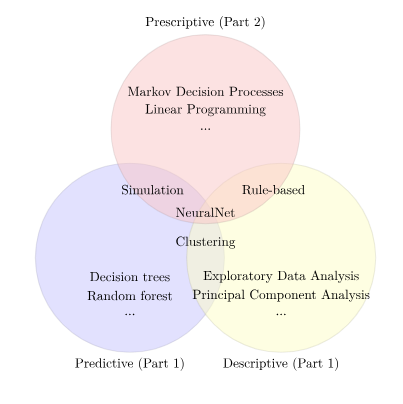 Prescriptive (Part 2)
Markov Decision Processes
Linear Programming
...
Simulation
Rule-based
NeuralNet
Clustering
Decision trees
Random forest
...
Exploratory Data Analysis
Principal Component Analysis
...
Predictive (Part 1)
Descriptive (Part 1)